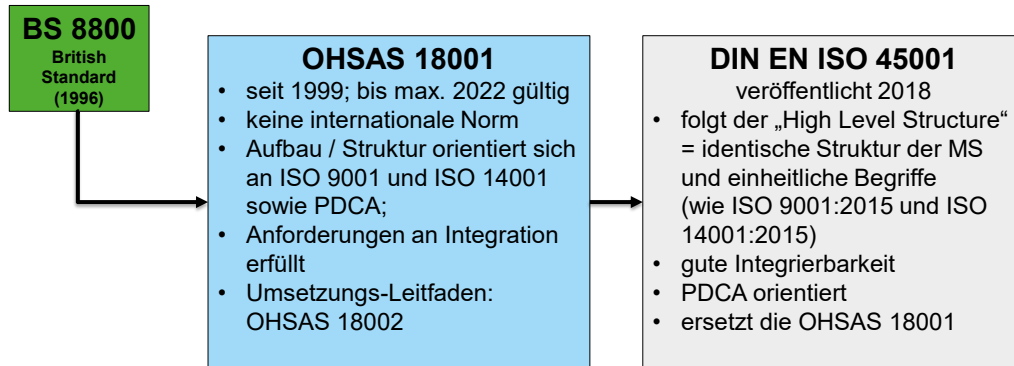 BS 8800
British
Standard
(1996)
OHSAS 18001
• seit 1999; bis max. 2022 gültig
• keine internationale Norm
• Aufbau / Struktur orientiert sich
an ISO 9001 und ISO 14001
sowie PDCA;
• Anforderungen an Integration
erfüllt
• Umsetzungs-Leitfaden:
OHSAS 18002
DIN EN ISO 45001
veröffentlicht 2018
• folgt der „High Level Structure“
= identische Struktur der MS
und einheitliche Begriffe
(wie ISO 9001:2015 und ISO
14001:2015)
• gute Integrierbarkeit
• PDCA orientiert
• ersetzt die OHSAS 18001